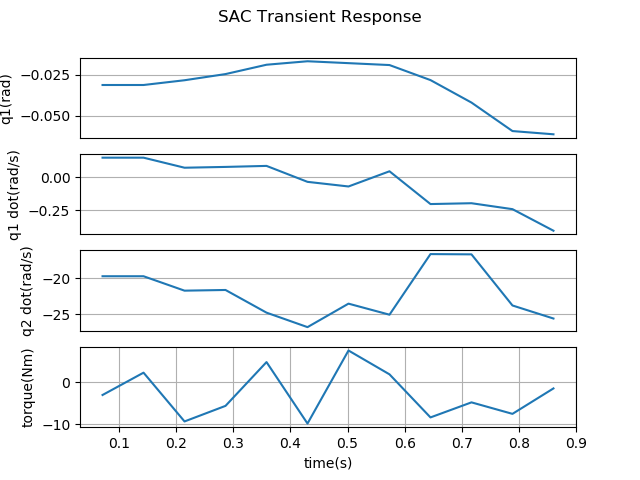 SAC Transient Response
q1(rad)
−0.025
−0.050
q1 dot(rad/s)
0.00
−0.25
q2 dot(rad/s)
−20
−25
torque(Nm)
0
−10
0.1 0.2 0.3 0.4 0.5 0.6 0.7 0.8 0.9
time(s)